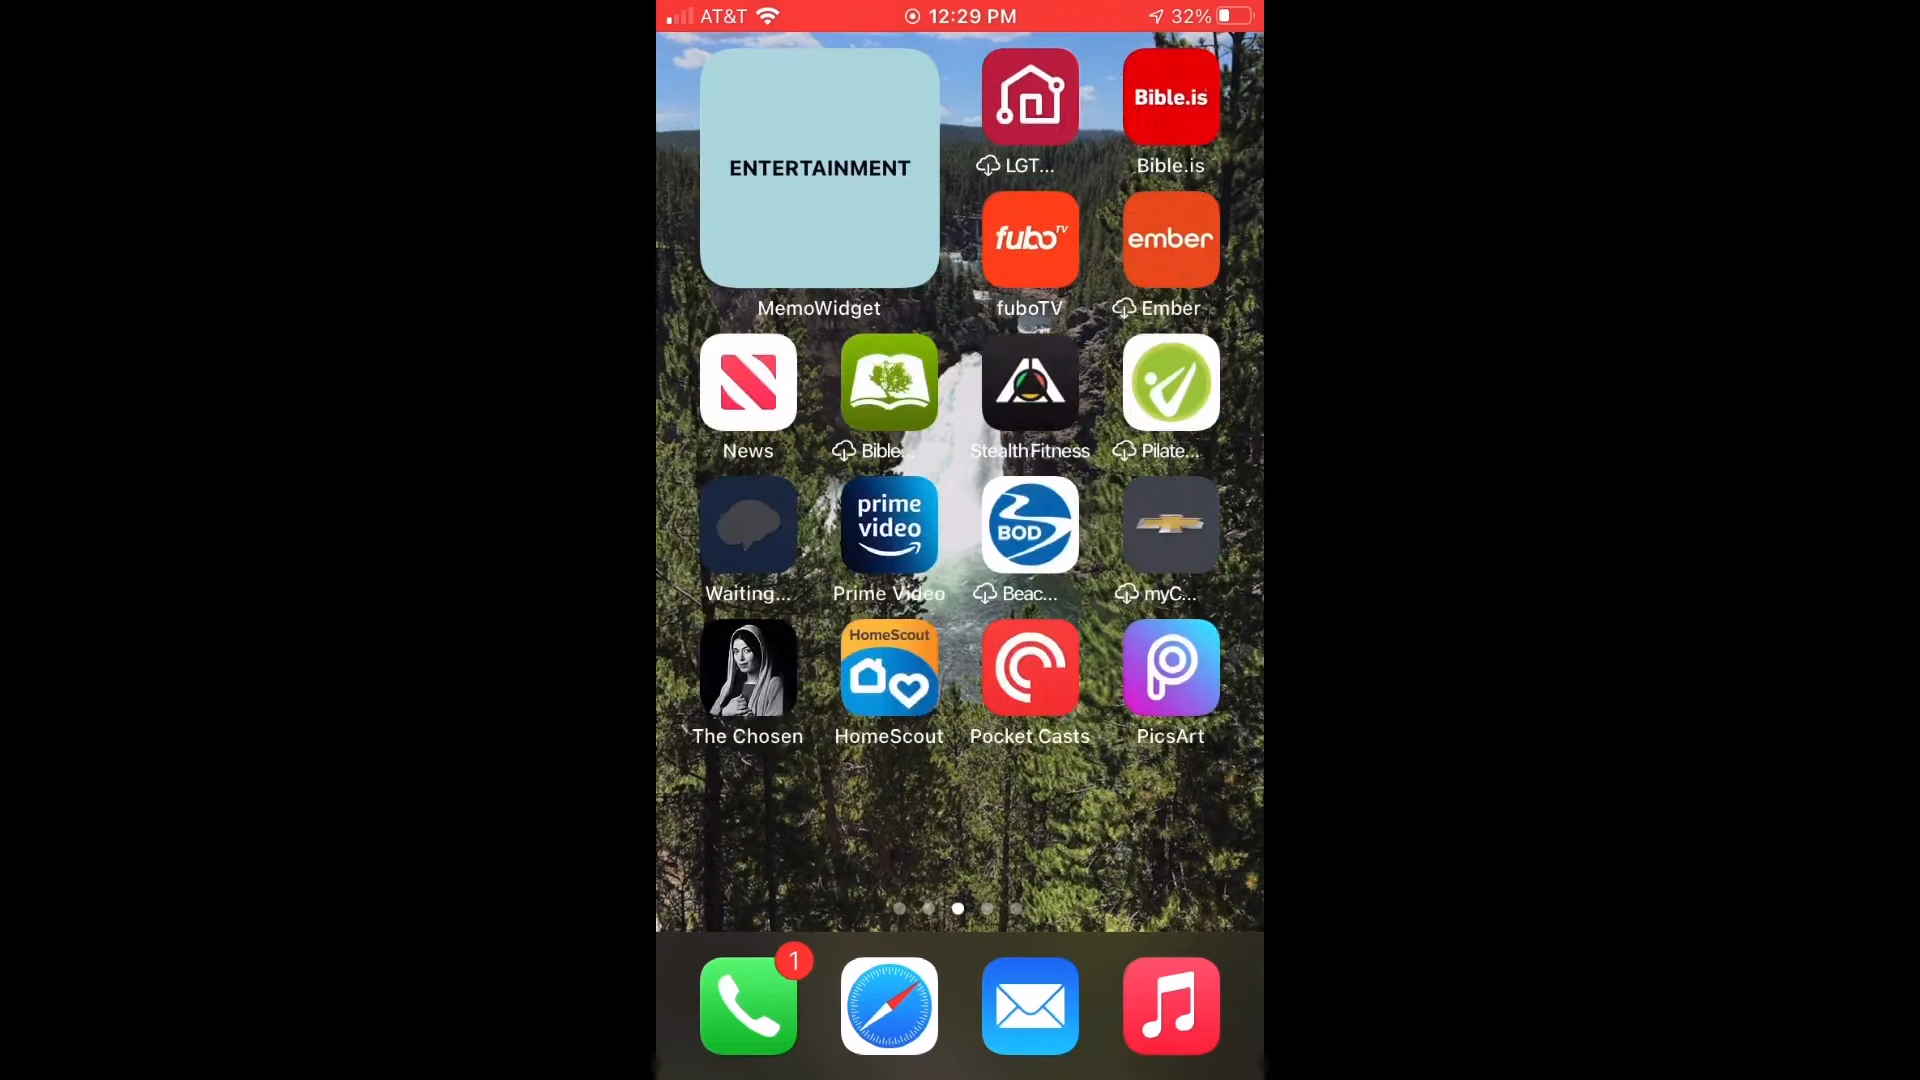 AT&T 12:29 PM 32%
ENTERTAINMENT
MemoWidget
LGT...
Bible.is
Bible.is
fuboTV
fuboTV
ember
Ember
News
Bible...
StealthFitness
Pilate...
Waiting...
prime
video
Prime Video
BOD
Beac...
myC...
The Chosen
HomeScout
HomeScout
Pocket Casts
PicsArt
1